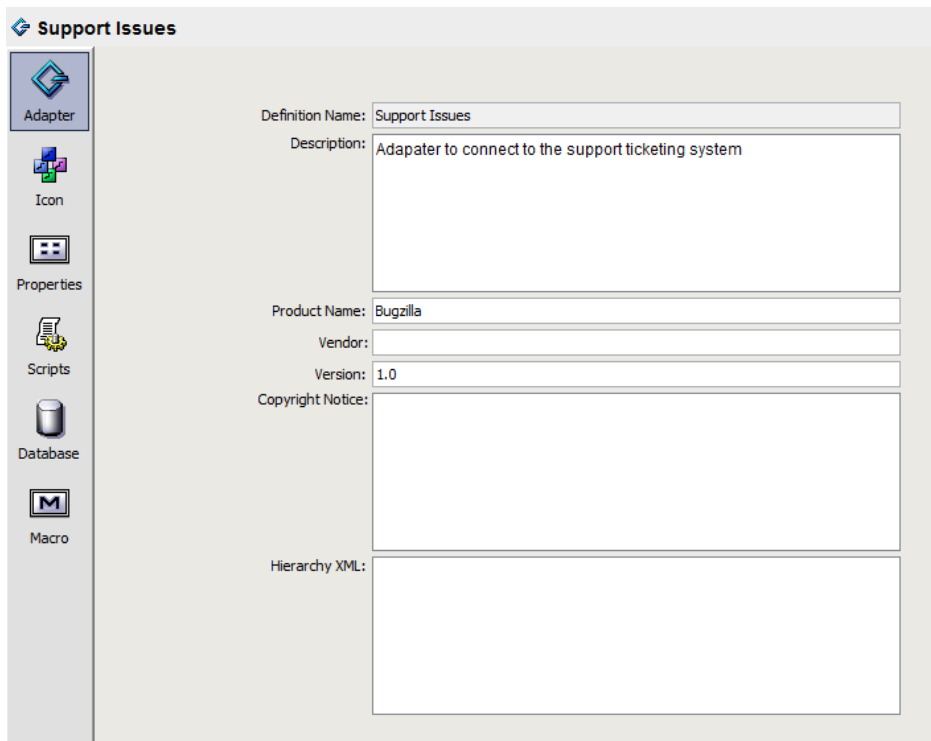 Support Issues
Adapter
Icon
Properties
Scripts
Database
Macro
Definition Name: Support Issues
Description: Adapater to connect to the support ticketing system
Product Name: Bugzilla
Vendor:
Version: 1.0
Copyright Notice:
Hierarchy XML: